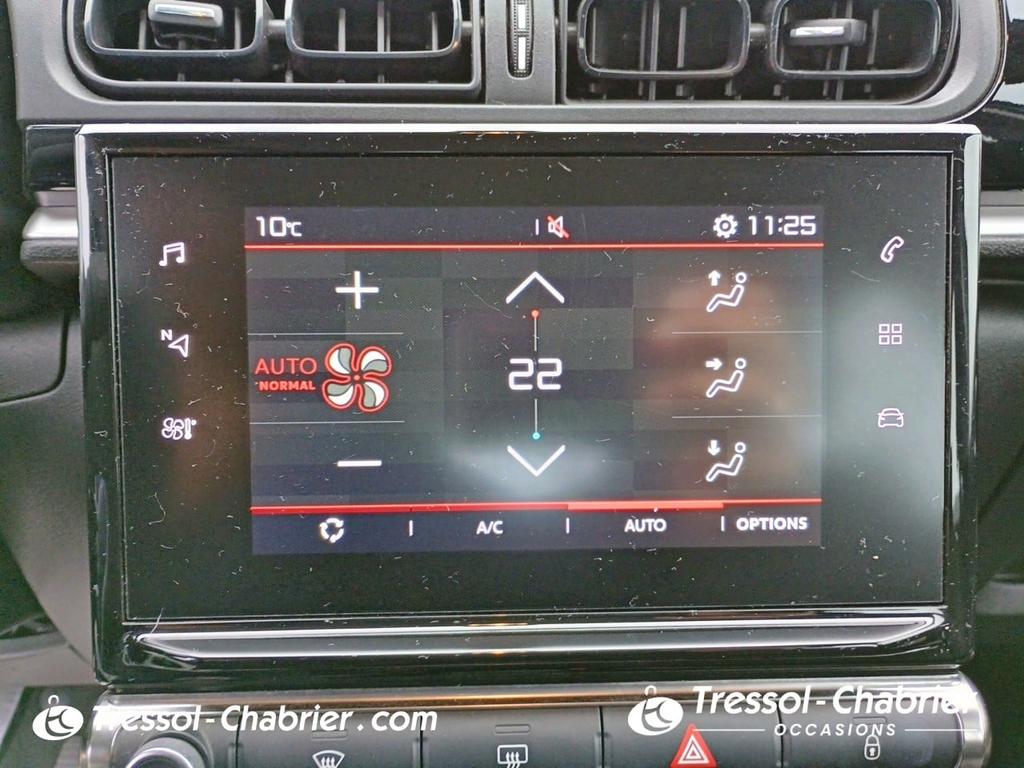 10°C 11:25
N
AUTO
NORMAL
22
A/C AUTO OPTIONS
Tressol-Chabrier.com
Tressol-Chabrier
OCCASIONS